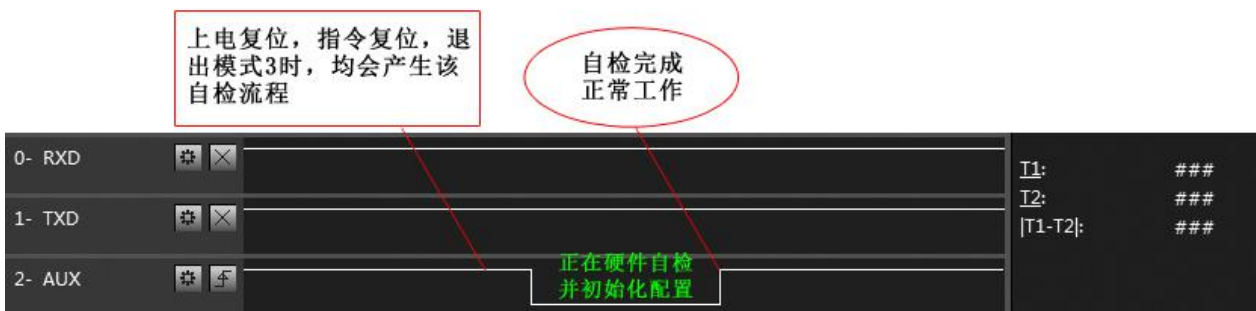 上电复位，指令复位，退
出模式3时，均会产生该
自检流程
自检完成
正常工作
0- RXD
T1: ###
T2: ###
1- TXD
|T1-T2|: ###
正在硬件自检
2- AUX
并初始化配置